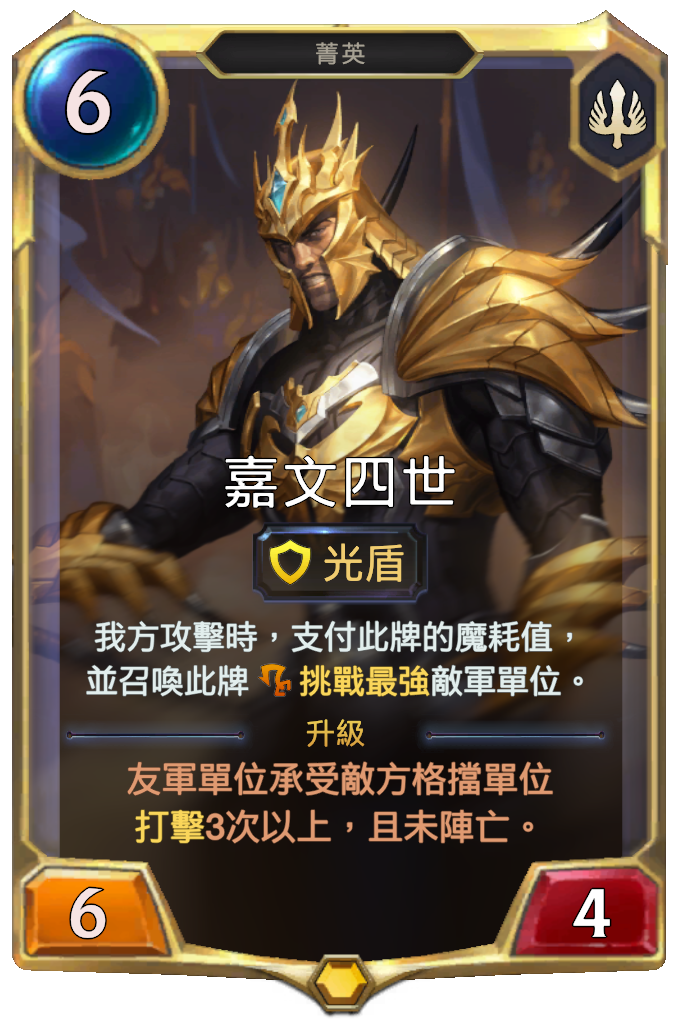 菁英
6
嘉文四世
光盾
我方攻擊時，支付此牌的魔耗值，
並召喚此牌 挑戰最強敵軍單位。
升級
友軍單位承受敵方格擋單位
打擊3次以上，且未陣亡。
6
4